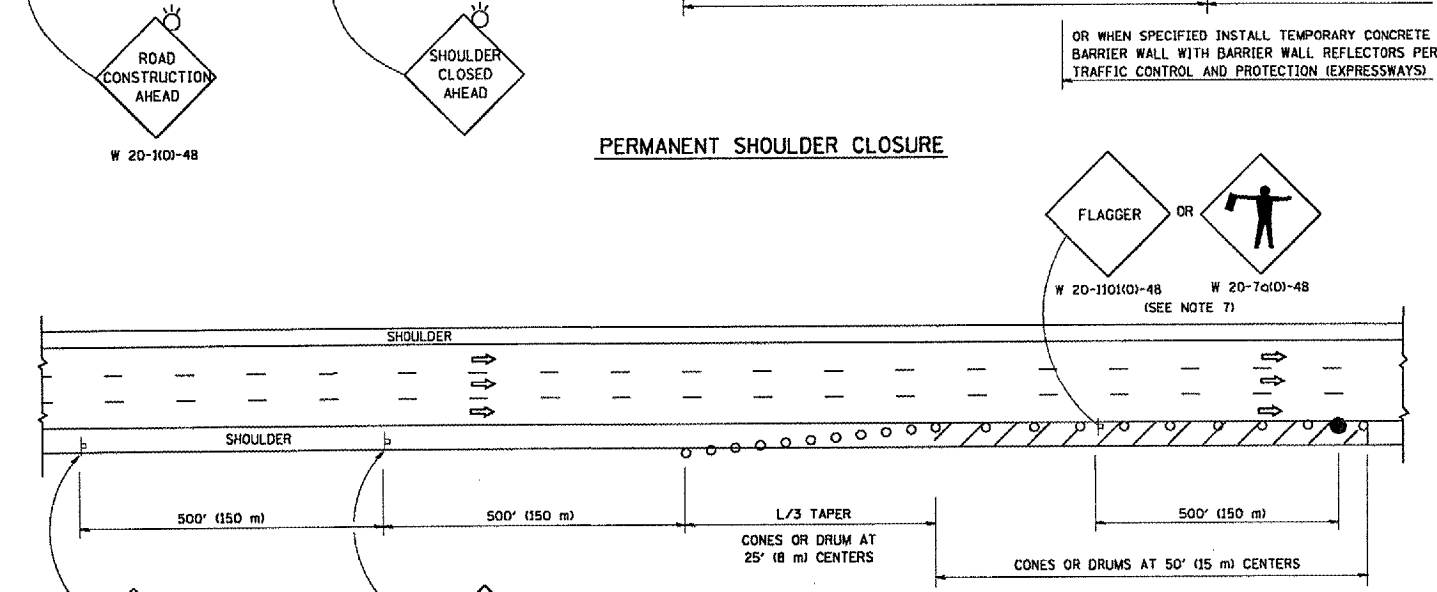 ROAD
CONSTRUCTION
AHEAD
W 20-1(O)-48
SHOULDER
CLOSED
AHEAD
OR WHEN SPECIFIED INSTALL TEMPORARY CONCRETE
BARRIER WALL WITH BARRIER WALL REFLECTORS PER
TRAFFIC CONTROL AND PROTECTION (EXPRESSWAYS)
PERMANENT SHOULDER CLOSURE
FLAGGER
OR
W 20-1101(O)-48
W 20-7a(O)-48
(SEE NOTE 7)
SHOULDER
SHOULDER
500' (150 m)
500' (150 m)
L/3 TAPER
CONES OR DRUM AT
25' (8 m) CENTERS
500' (150 m)
CONES OR DRUMS AT 50' (15 m) CENTERS